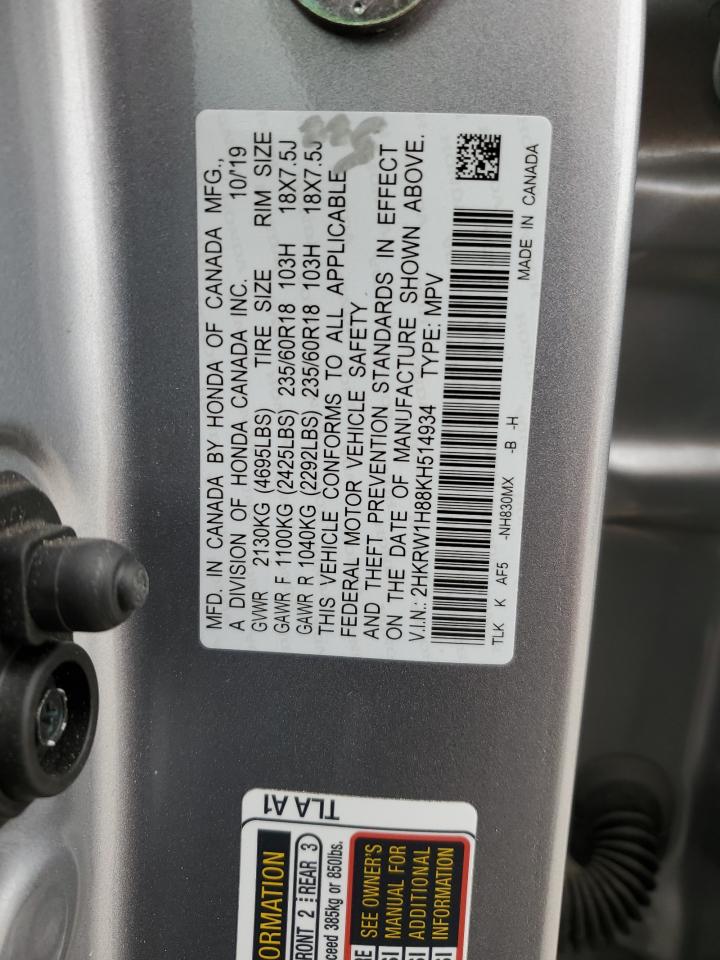 MFD. IN CANADA BY HONDA OF CANADA MFG.,
A DIVISION OF HONDA CANADA INC. 10/'19
GVWR 2130KG (4695LBS) TIRE SIZE RIM SIZE
GAWR F 1100KG (2425LBS) 235/60R18 103H 18X7.5J
GAWR R 1040KG (2292LBS) 235/60R18 103H 18X7.5J
THIS VEHICLE CONFORMS TO ALL APPLICABLE
FEDERAL MOTOR VEHICLE SAFETY
AND THEFT PREVENTION STANDARDS IN EFFECT
ON THE DATE OF MANUFACTURE SHOWN ABOVE.
V.I.N.: 2HKRW1H88KH514934 TYPE: MPV
TLK K AF5 -NH830MX -B -H
MADE IN CANADA
TLA A1
REAR 3
385kg or 850lbs.
SEE OWNER'S
MANUAL FOR
ADDITIONAL
INFORMATION